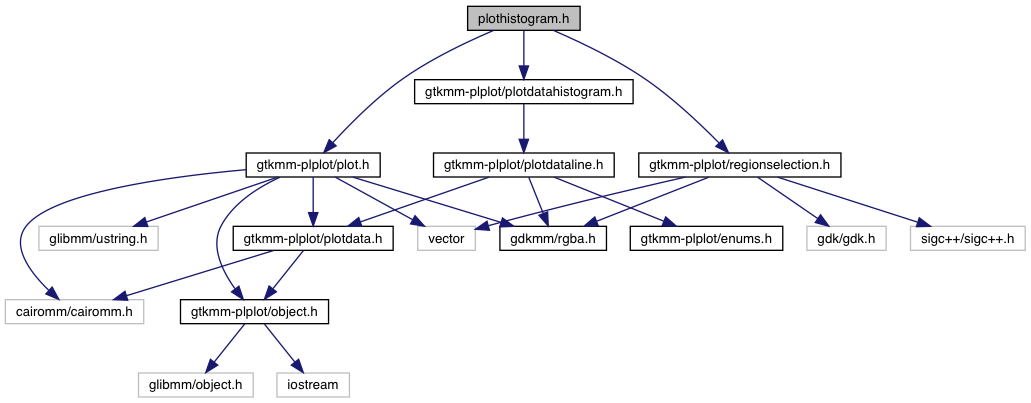 plothistogram.h
gtkmm-plplot/plotdatahistogram.h
gtkmm-plplot/plot.h
gtkmm-plplot/plotdataline.h
gtkmm-plplot/regionselection.h
glibmm/ustring.h
gtkmm-plplot/plotdata.h
vector
gdkmm/rgba.h
gtkmm-plplot/enums.h
gdk/gdk.h
sigc++/sigc++.h
cairomm/cairomm.h
gtkmm-plplot/object.h
glibmm/object.h
iostream